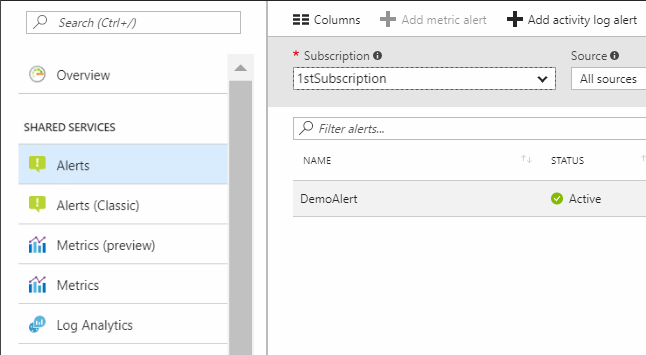 Search (Ctrl+/)
Overview
SHARED SERVICES
Alerts
Alerts (Classic)
Metrics (preview)
Metrics
Log Analytics
Columns
Add metric alert
Add activity log alert
* Subscription
Source
1stSubscription
All sources
Filter alerts...
NAME
STATUS
DemoAlert
Active